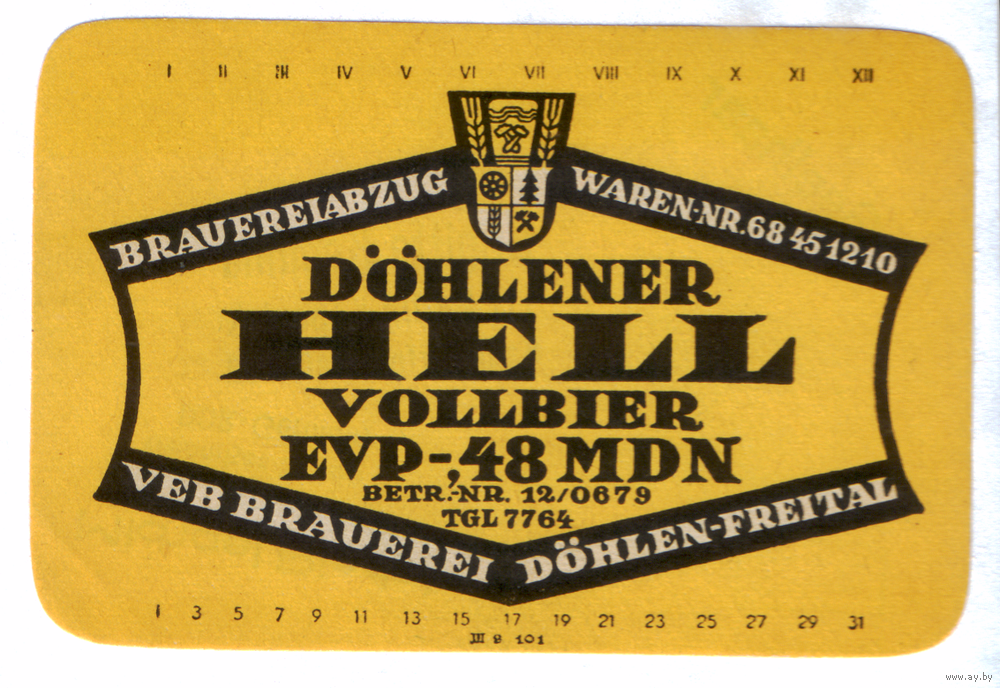 I II III IV V VI VII VIII IX X XI XII
BRAUEREIABZUG WAREN-NR. 68 45 1210
DÖHLENER
HELL
VOLLBIER
EVP -,48 MDN
BETR.-NR. 12/0679
TGL 7764
VEB BRAUEREI DÖHLEN-FREITAL
1 3 5 7 9 11 13 15 17 19 21 23 25 27 29 31
III 9 101
www.ay.by